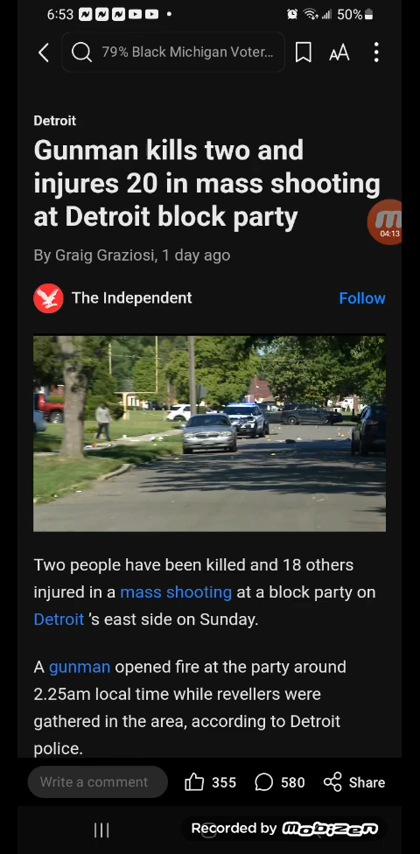 6:53
50%
79% Black Michigan Voter...
AA
Detroit
Gunman kills two and
injures 20 in mass shooting
at Detroit block party
04:13
By Graig Graziosi, 1 day ago
The Independent
Follow
Two people have been killed and 18 others
injured in a mass shooting at a block party on
Detroit 's east side on Sunday.
A gunman opened fire at the party around
2.25am local time while revellers were
gathered in the area, according to Detroit
police.
Write a comment
355
580
Share
Recorded by mobizen